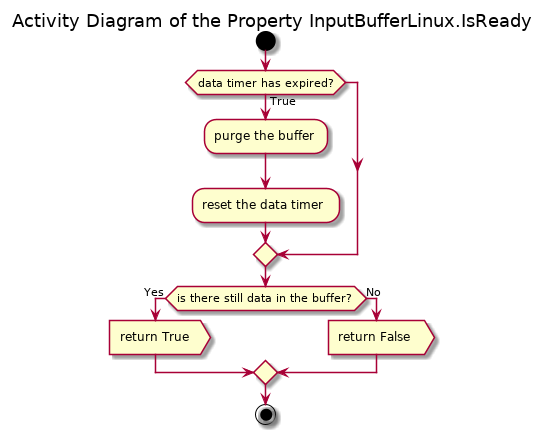 Activity Diagram of the Property InputBufferLinux.IsReady
data timer has expired?
True
purge the buffer
reset the data timer
Yes
is there still data in the buffer?
No
return True
return False